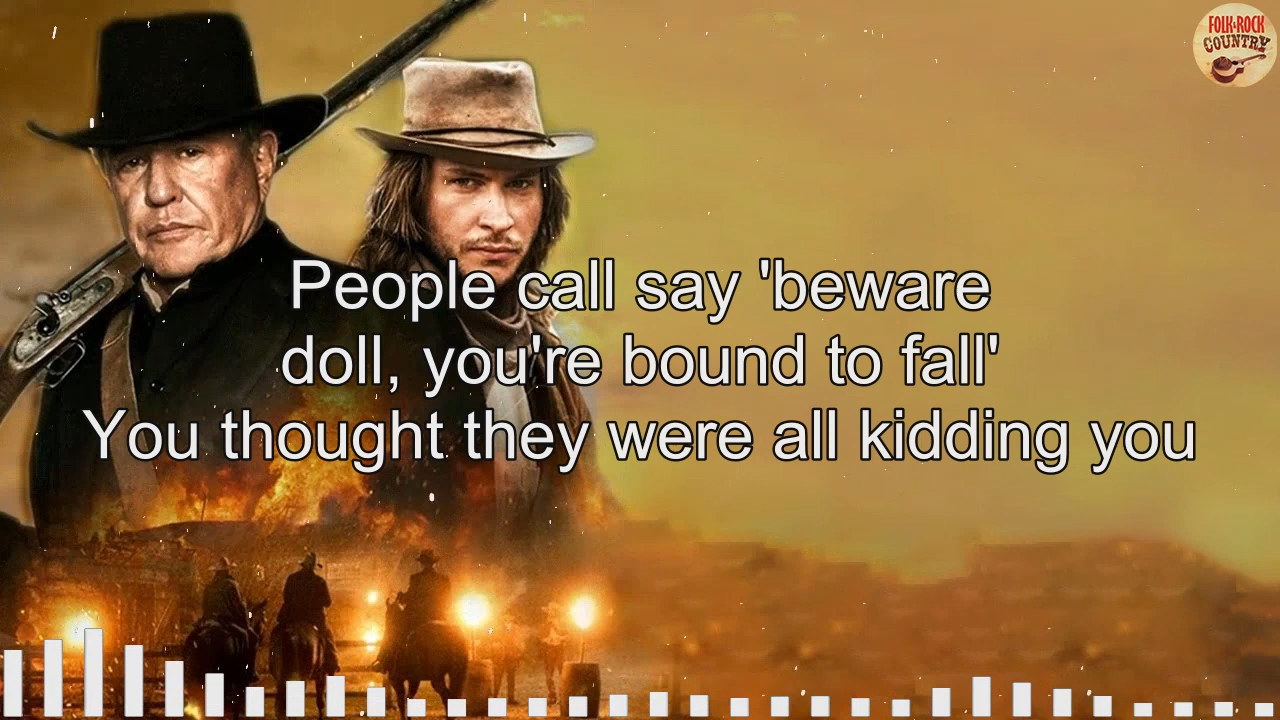 FOLK•ROCK
COUNTRY
People call say 'beware
doll, you're bound to fall'
You thought they were all kidding you